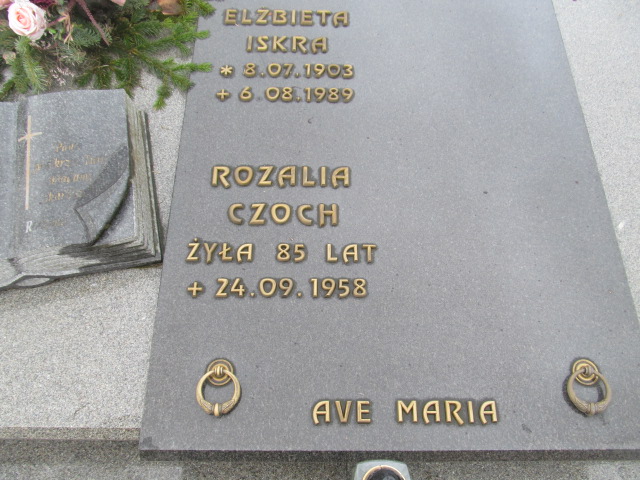 ELŻBIETA
ISKRA
* 8.07.1903
+ 6.08.1989
ROZALIA
CZOCH
ŻYŁA 85 LAT
+ 24.09.1958
AVE MARIA